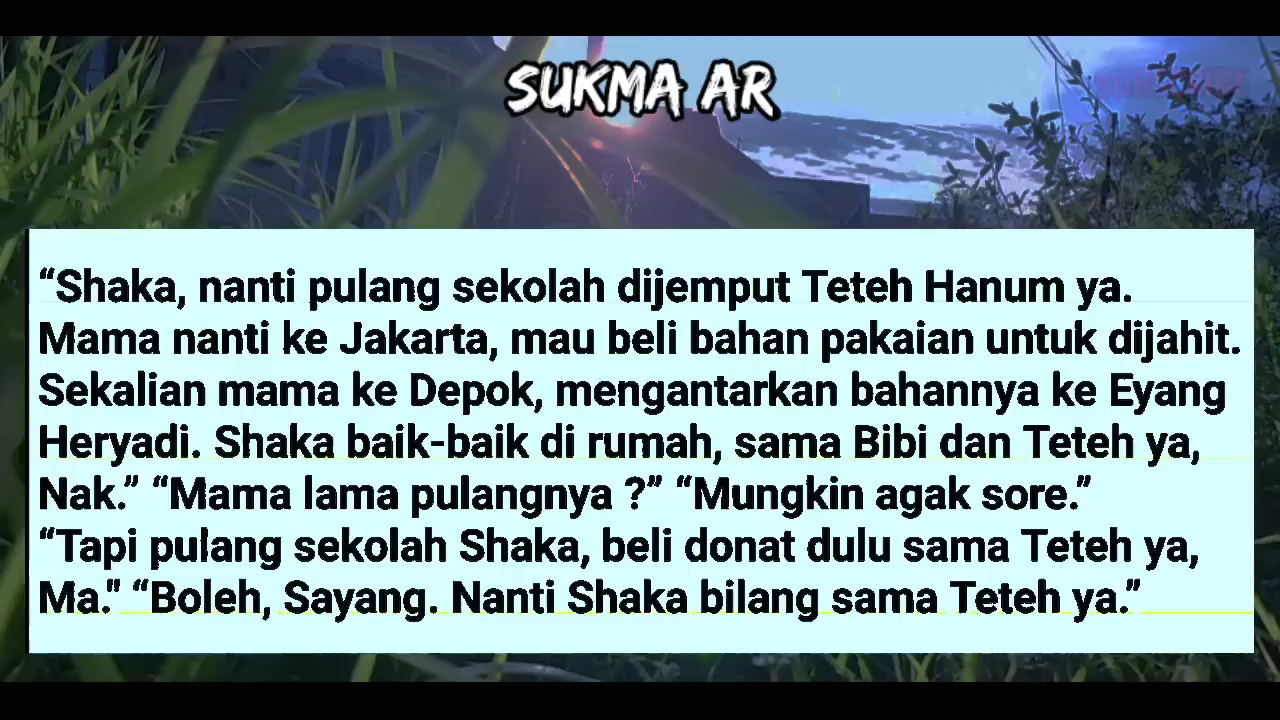 SUKMA AR
“Shaka, nanti pulang sekolah dijemput Teteh Hanum ya.
Mama nanti ke Jakarta, mau beli bahan pakaian untuk dijahit.
Sekalian mama ke Depok, mengantarkan bahannya ke Eyang
Heryadi. Shaka baik-baik di rumah, sama Bibi dan Teteh ya,
Nak.” “Mama lama pulangnya ?” “Mungkin agak sore.”
“Tapi pulang sekolah Shaka, beli donat dulu sama Teteh ya,
Ma." “Boleh, Sayang. Nanti Shaka bilang sama Teteh ya.”